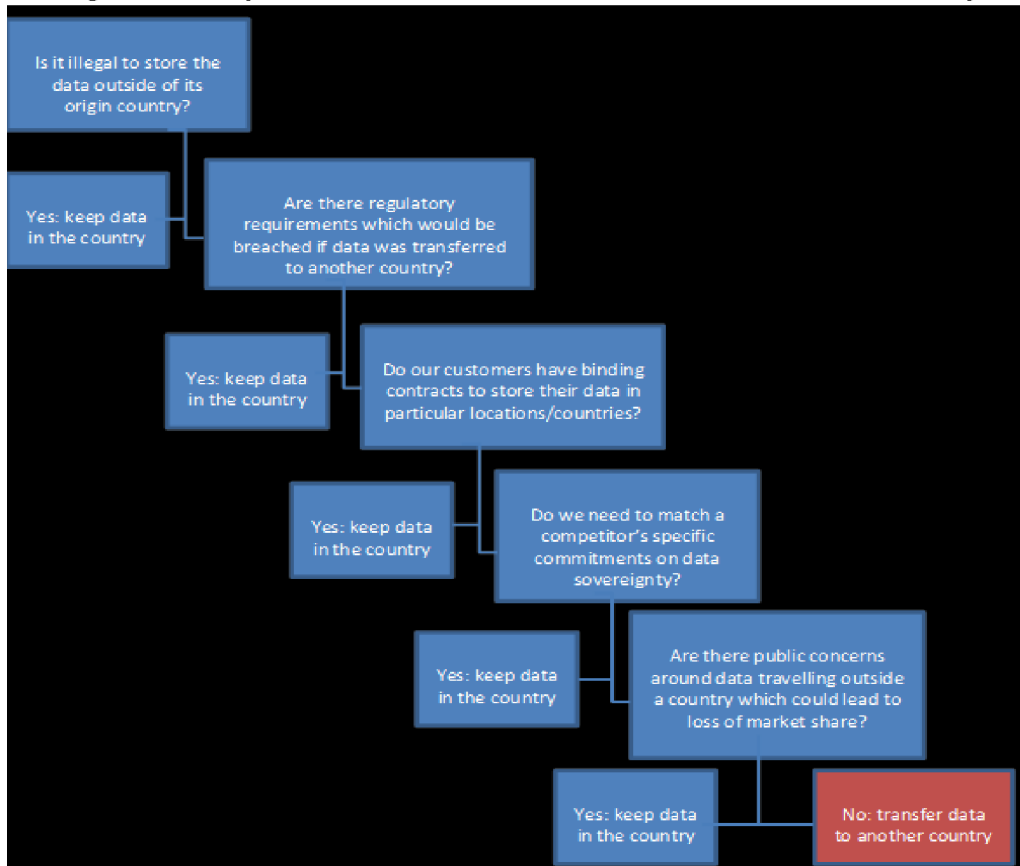 Is it illegal to store the
data outside of its
origin country?
Yes: keep data
in the country
Are there regulatory
requirements which would be
breached if data was transferred
to another country?
Yes: keep data
in the country
Do our customers have binding
contracts to store their data in
particular locations/countries?
Yes: keep data
in the country
Do we need to match a
competitor's specific
commitments on data
sovereignty?
Yes: keep data
in the country
Are there public concerns
around data travelling outside
a country which could lead to
loss of market share?
Yes: keep data
in the country
No: transfer data
to another country